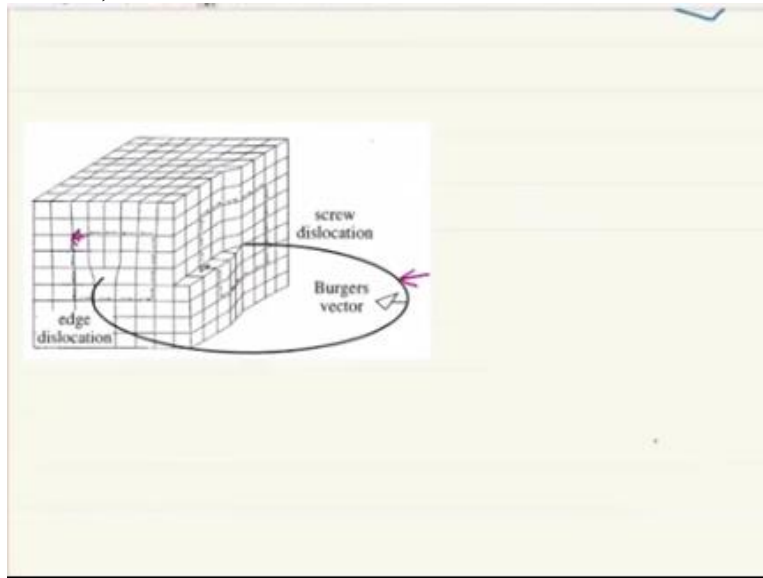 screw
dislocation
Burgers
vector
edge
dislocation